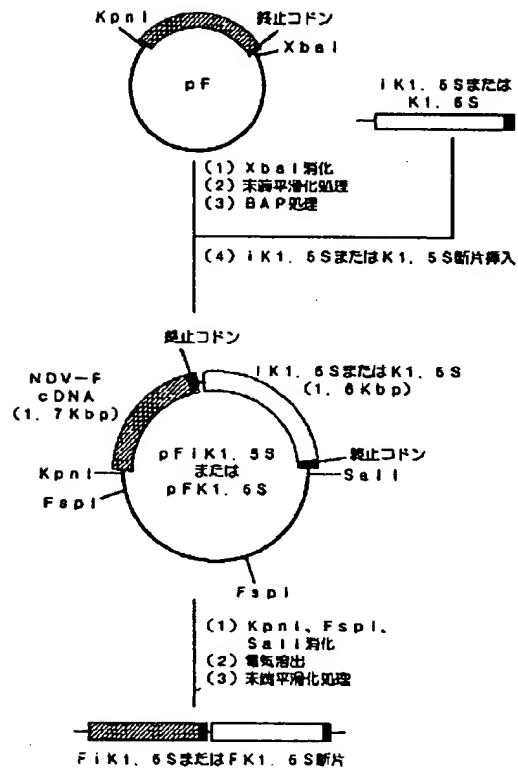 KpnI
終止コドン
XbaI
pF
iK1.5Sまたは
K1.5S
(1) XbaI消化
(2) 末端平滑化処理
(3) BAP処理
(4) iK1.5SまたはK1.5S断片挿入
終止コドン
NDV-F
cDNA
(1.7Kbp)
iK1.5SまたはK1.5S
(1.6Kbp)
終止コドン
KpnI
SalI
FspI
pFiK1.5S
または
pFK1.5S
FspI
(1) KpnI、FspI、
SalI消化
(2) 電気溶出
(3) 末端平滑化処理
FiK1.5SまたはFK1.5S断片